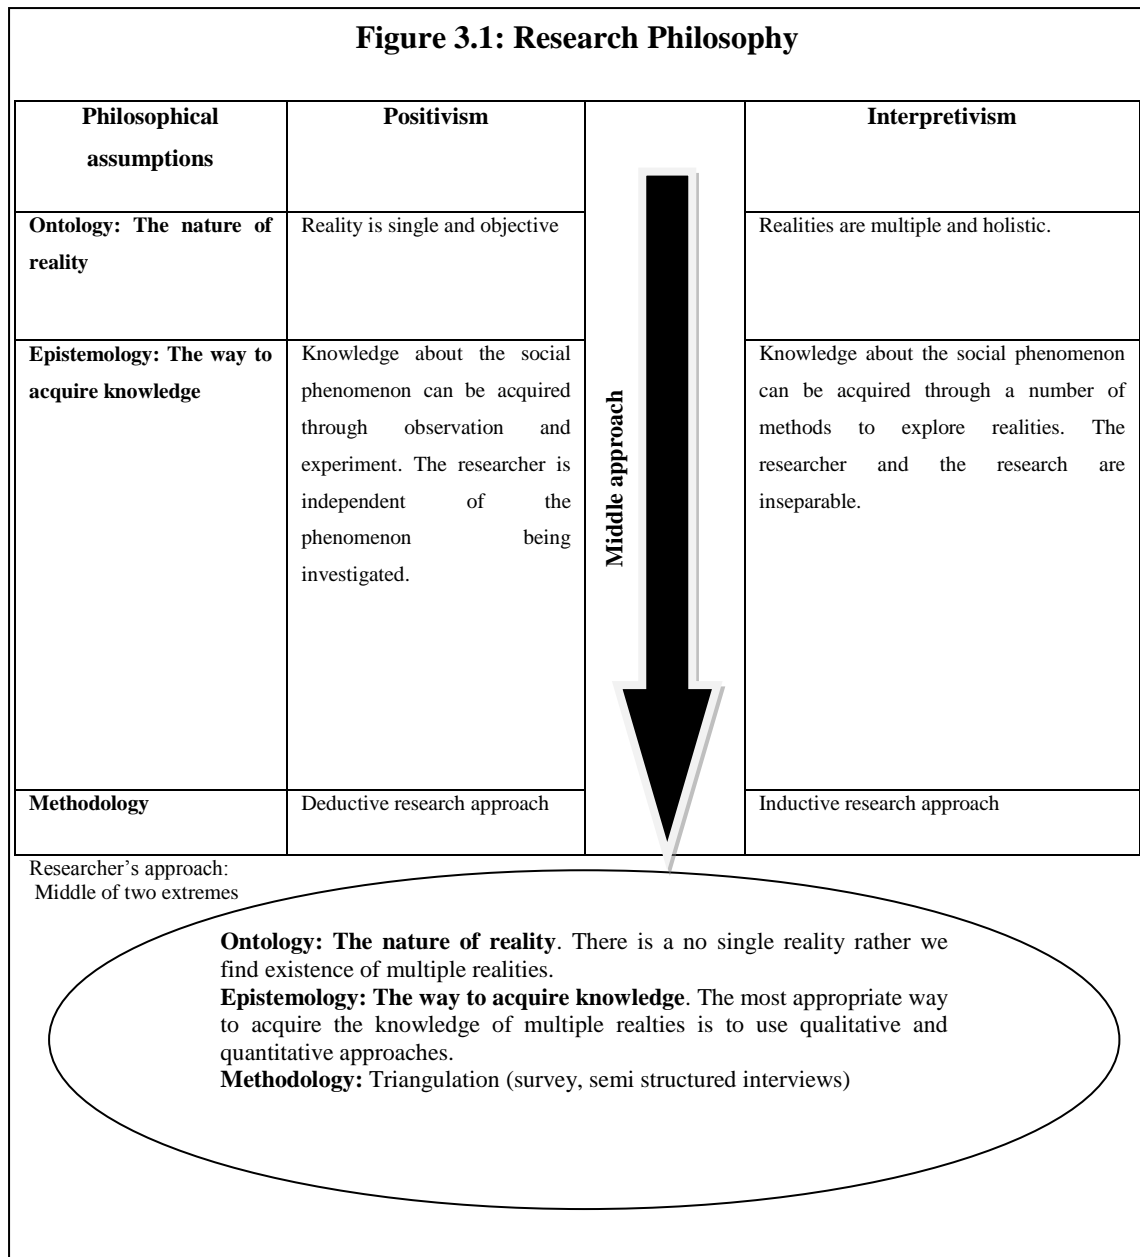 Figure 3.1: Research Philosophy
Philosophical
assumptions
Positivism
Interpretivism
Ontology: The nature of
reality
Reality is single and objective
Realities are multiple and holistic.
Epistemology: The way to
acquire knowledge
Knowledge about the social
phenomenon can be acquired
through observation and
experiment. The researcher is
independent of the
phenomenon being
investigated.
Middle approach
Knowledge about the social phenomenon
can be acquired through a number of
methods to explore realities. The
researcher and the research are
inseparable.
Methodology
Deductive research approach
Inductive research approach
Researcher’s approach:
Middle of two extremes
Ontology: The nature of reality. There is a no single reality rather we
find existence of multiple realities.
Epistemology: The way to acquire knowledge. The most appropriate way
to acquire the knowledge of multiple realties is to use qualitative and
quantitative approaches.
Methodology: Triangulation (survey, semi structured interviews)